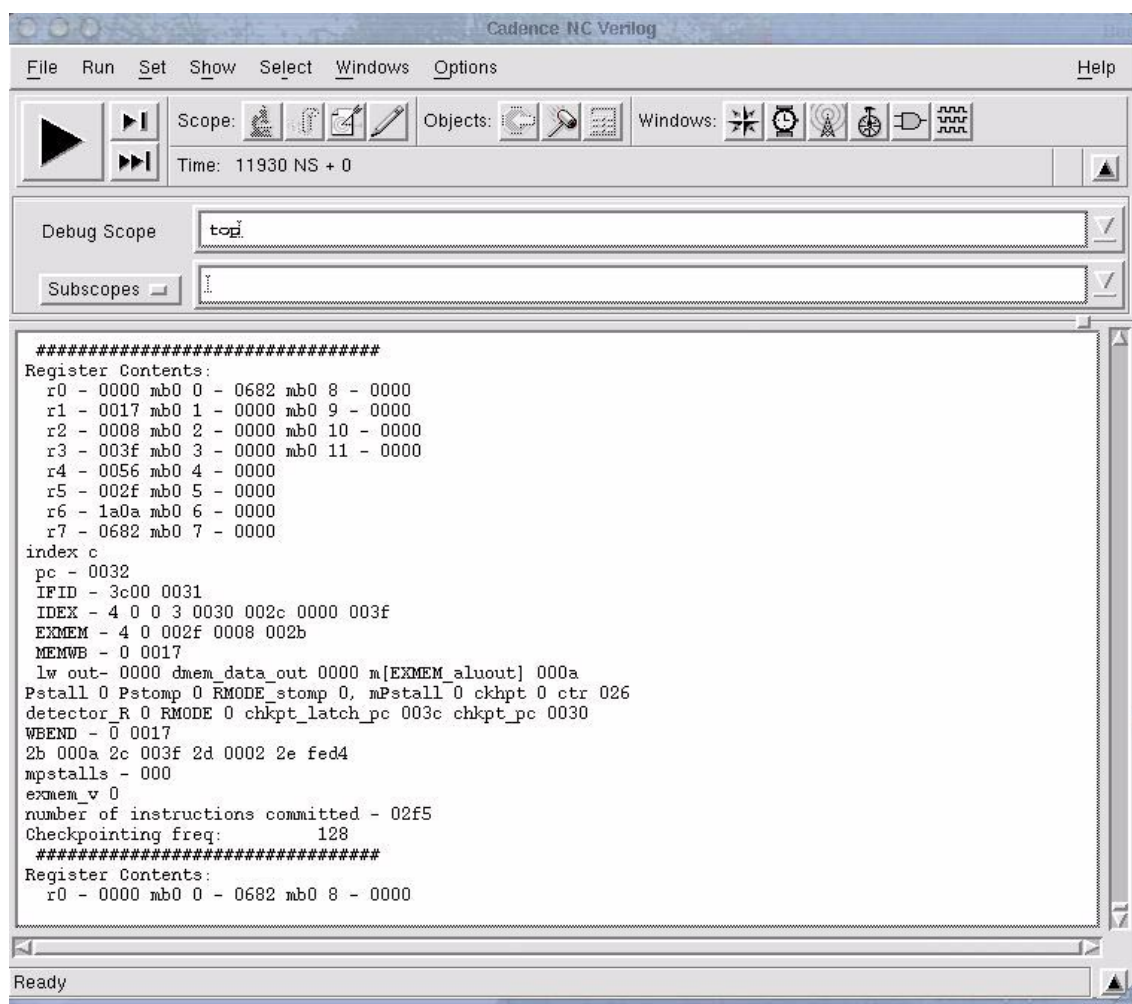 Cadence NC Verilog
File Run Set Show Select Windows Options Help
Scope: Objects: Windows:
Time: 11930 NS + 0
Debug Scope top
Subscopes
#################################
Register Contents:
r0 - 0000 mb0 0 - 0682 mb0 8 - 0000
r1 - 0017 mb0 1 - 0000 mb0 9 - 0000
r2 - 0008 mb0 2 - 0000 mb0 10 - 0000
r3 - 003f mb0 3 - 0000 mb0 11 - 0000
r4 - 0056 mb0 4 - 0000
r5 - 002f mb0 5 - 0000
r6 - 1a0a mb0 6 - 0000
r7 - 0682 mb0 7 - 0000
index c
pc - 0032
IFID - 3c00 0031
IDEX - 4 0 0 3 0030 002c 0000 003f
EXMEM - 4 0 002f 0008 002b
MEMWB - 0 0017
lw out- 0000 dmem_data_out 0000 m[EXMEM_aluout] 000a
Pstall 0 Pstomp 0 RMODE_stomp 0, mPstall 0 ckhpt 0 ctr 026
detector_R 0 RMODE 0 chkpt_latch_pc 003c chkpt_pc 0030
WBEND - 0 0017
2b 000a 2c 003f 2d 0002 2e fed4
mpstalls - 000
exmem_v 0
number of instructions committed - 02f5
Checkpointing freq: 128
#################################
Register Contents:
r0 - 0000 mb0 0 - 0682 mb0 8 - 0000
Ready